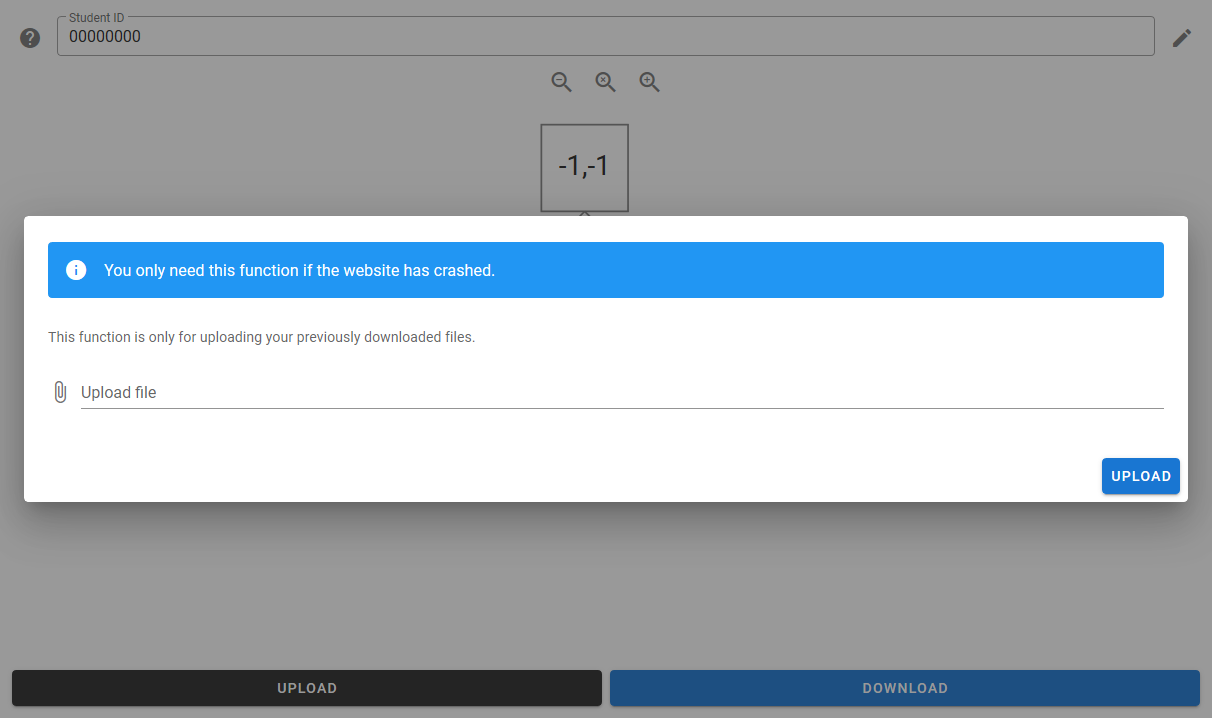 Student ID
00000000
-1,-1
You only need this function if the website has crashed.
This function is only for uploading your previously downloaded files.
Upload file
UPLOAD
UPLOAD
DOWNLOAD